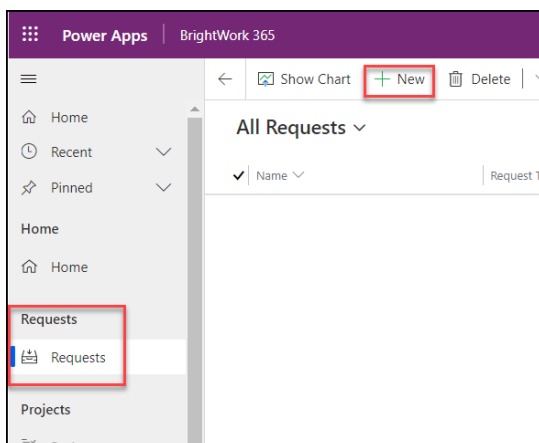 Power Apps BrightWork 365
Show Chart New Delete
Home
Recent
Pinned
All Requests
Name Request T
Home
Home
Requests
Requests
Projects